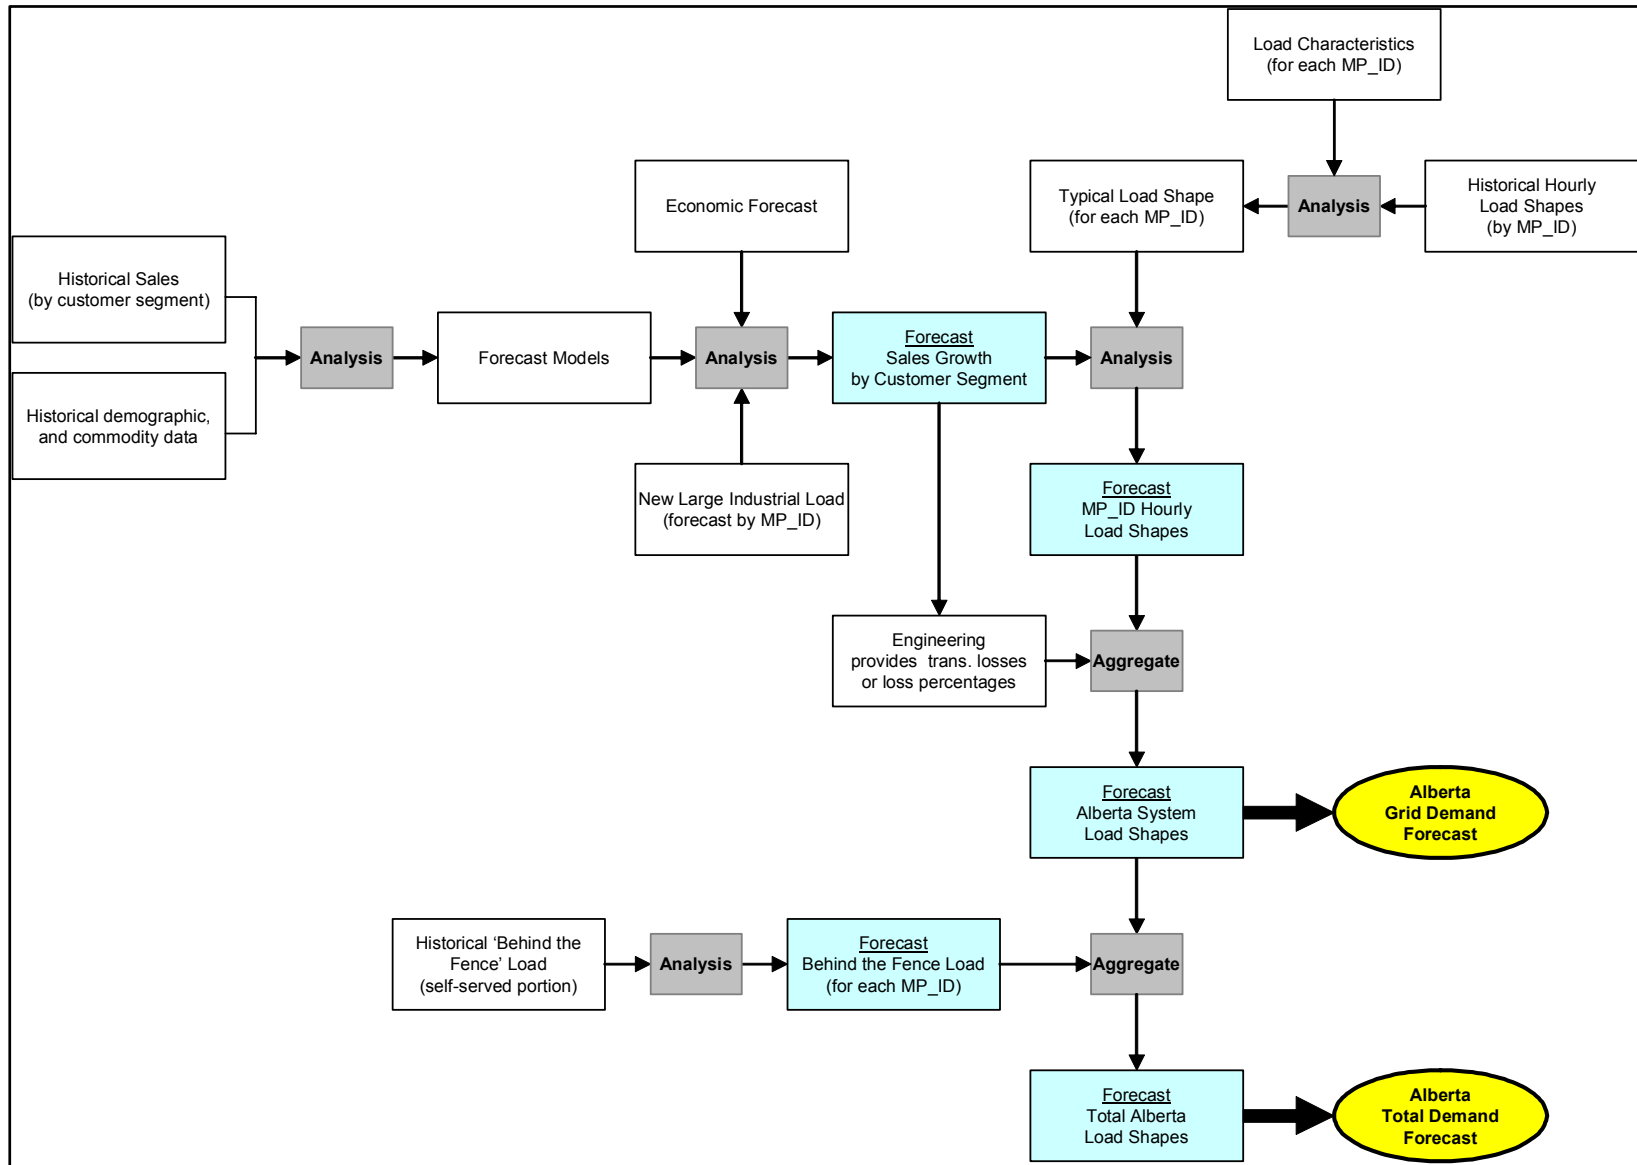 Load Characteristics
(for each MP_ID)
Economic Forecast
Typical Load Shape
(for each MP_ID)
Analysis
Historical Hourly
Load Shapes
(by MP_ID)
Historical Sales
(by customer segment)
Historical demographic,
and commodity data
Analysis
Forecast Models
Analysis
Forecast
Sales Growth
by Customer Segment
Analysis
New Large Industrial Load
(forecast by MP_ID)
Forecast
MP_ID Hourly
Load Shapes
Engineering
provides  trans. losses
or loss percentages
Aggregate
Forecast
Alberta System
Load Shapes
Alberta
Grid Demand
Forecast
Historical ‘Behind the
Fence’ Load
(self-served portion)
Analysis
Forecast
Behind the Fence Load
(for each MP_ID)
Aggregate
Forecast
Total Alberta
Load Shapes
Alberta
Total Demand
Forecast